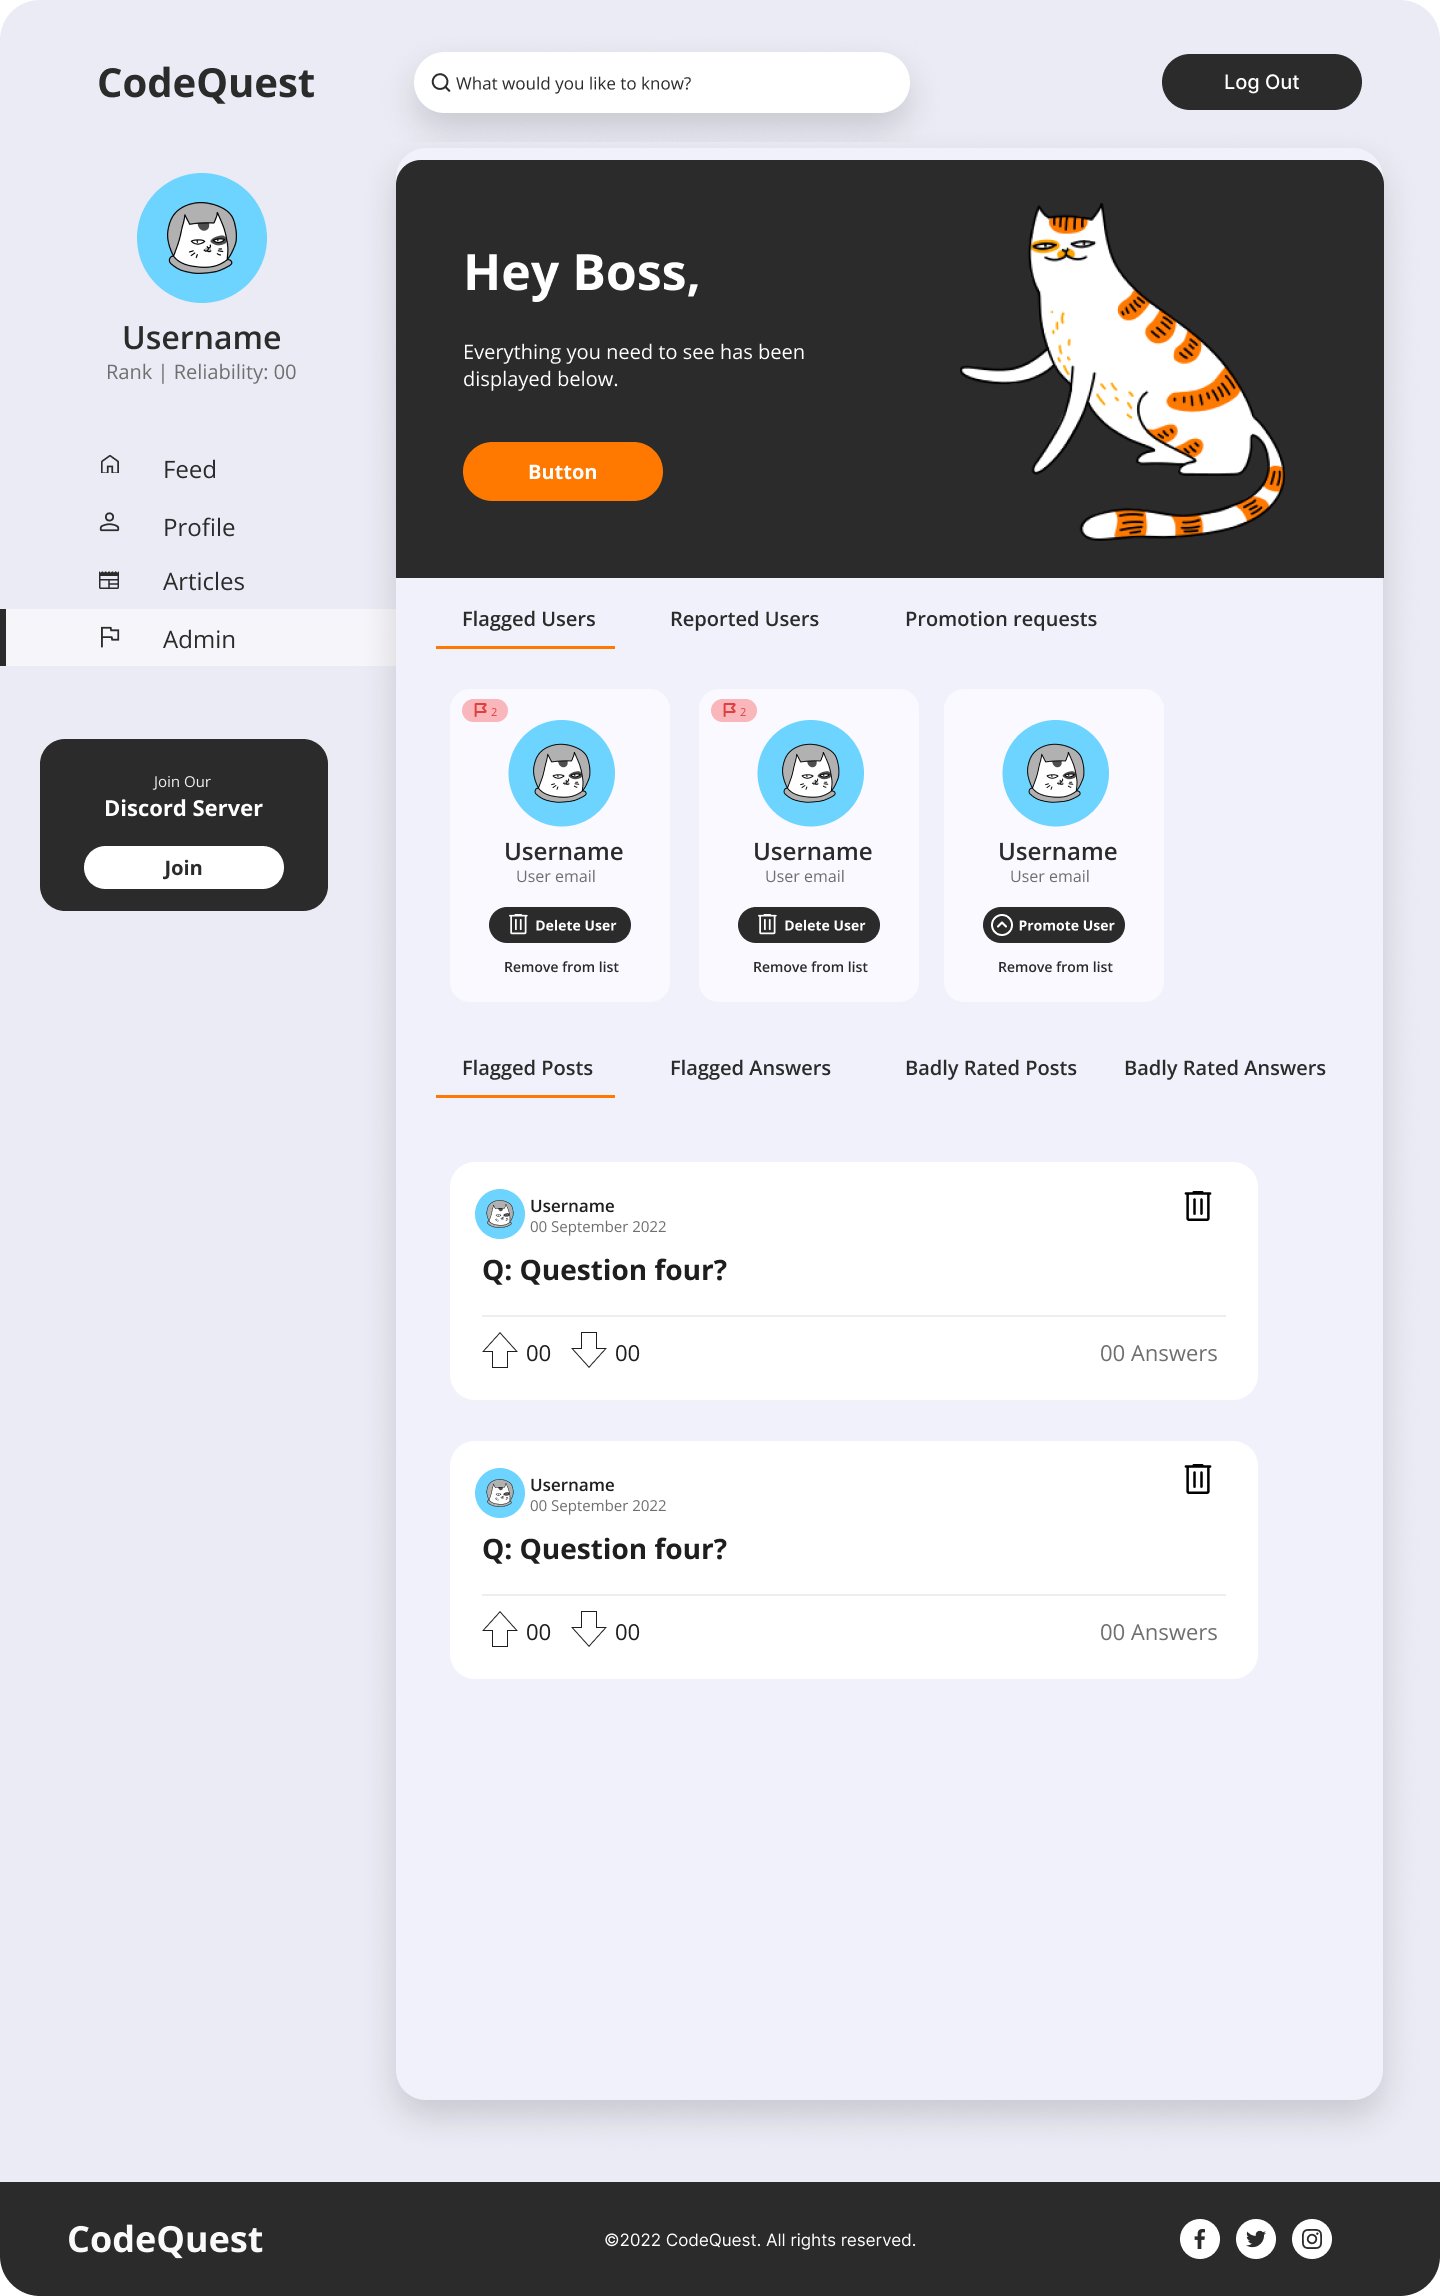 CodeQuest
What would you like to know?
Log Out
Username
Rank | Reliability: 00
Feed
Profile
Articles
Admin
Join Our
Discord Server
Join
Hey Boss,
Everything you need to see has been
displayed below.
Button
Flagged Users
Reported Users
Promotion requests
2
Username
User email
Delete User
Remove from list
2
Username
User email
Delete User
Remove from list
Username
User email
Promote User
Remove from list
Flagged Posts
Flagged Answers
Badly Rated Posts
Badly Rated Answers
Username
00 September 2022
Q: Question four?
00
00
00 Answers
Username
00 September 2022
Q: Question four?
00
00
00 Answers
CodeQuest
©2022 CodeQuest. All rights reserved.